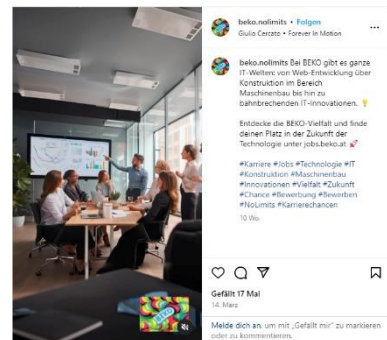 beko.nolimits • Folgen
Giulio Cercato • Forever In Motion
beko.nolimits Bei BEKO gibt es ganze
IT-Welten: von Web-Entwicklung über
Konstruktion im Bereich
Maschinenbau bis hin zu
bahnbrechenden IT-Innovationen. 💡
Entdecke die BEKO-Vielfalt und finde
deinen Platz in der Zukunft der
Technologie unter jobs.beko.at 🚀
#Karriere #Jobs #Technologie #IT
#Konstruktion #Maschinenbau
#Innovationen #Vielfalt #Zukunft
#Chance #Bewerbung #Bewerben
#NoLimits #Karrierechancen
10 Wo.
BEKO
Gefällt 17 Mal
14. März
Melde dich an, um mit „Gefällt mir“ zu markieren
oder zu kommentieren.